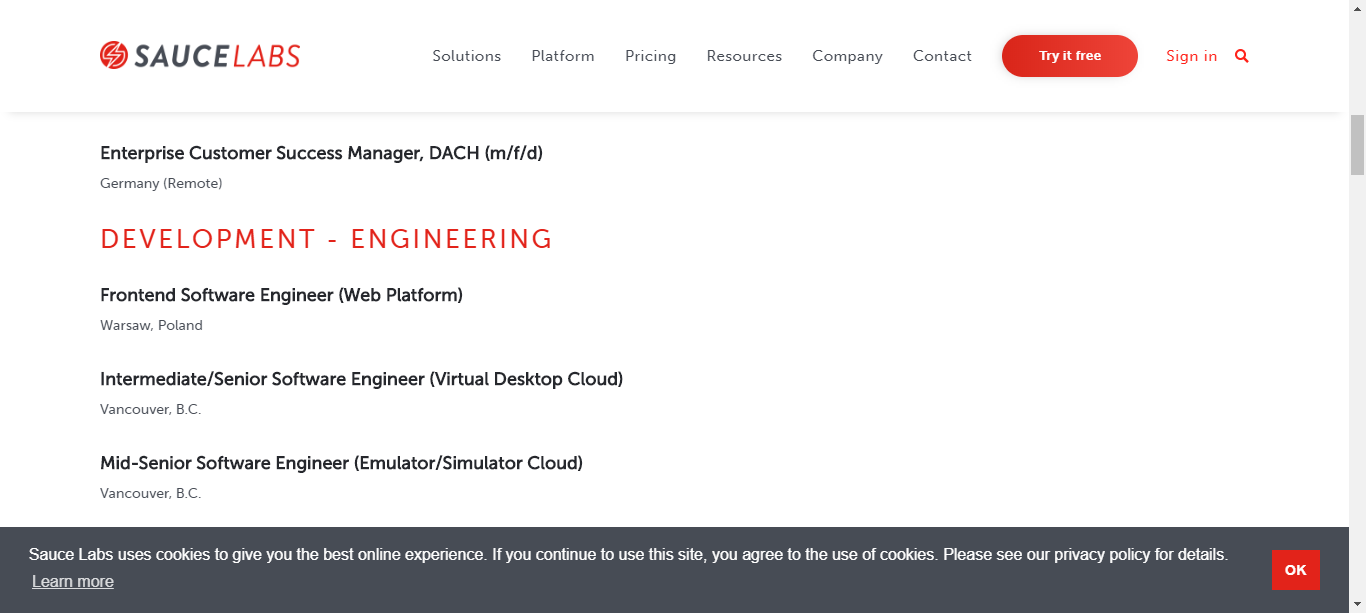 SAUCELABS
Solutions Platform Pricing Resources Company Contact Try it free Sign in
Enterprise Customer Success Manager, DACH (m/f/d)
Germany (Remote)
DEVELOPMENT - ENGINEERING
Frontend Software Engineer (Web Platform)
Warsaw, Poland
Intermediate/Senior Software Engineer (Virtual Desktop Cloud)
Vancouver, B.C.
Mid-Senior Software Engineer (Emulator/Simulator Cloud)
Vancouver, B.C.
Sauce Labs uses cookies to give you the best online experience. If you continue to use this site, you agree to the use of cookies. Please see our privacy policy for details.
Learn more
OK